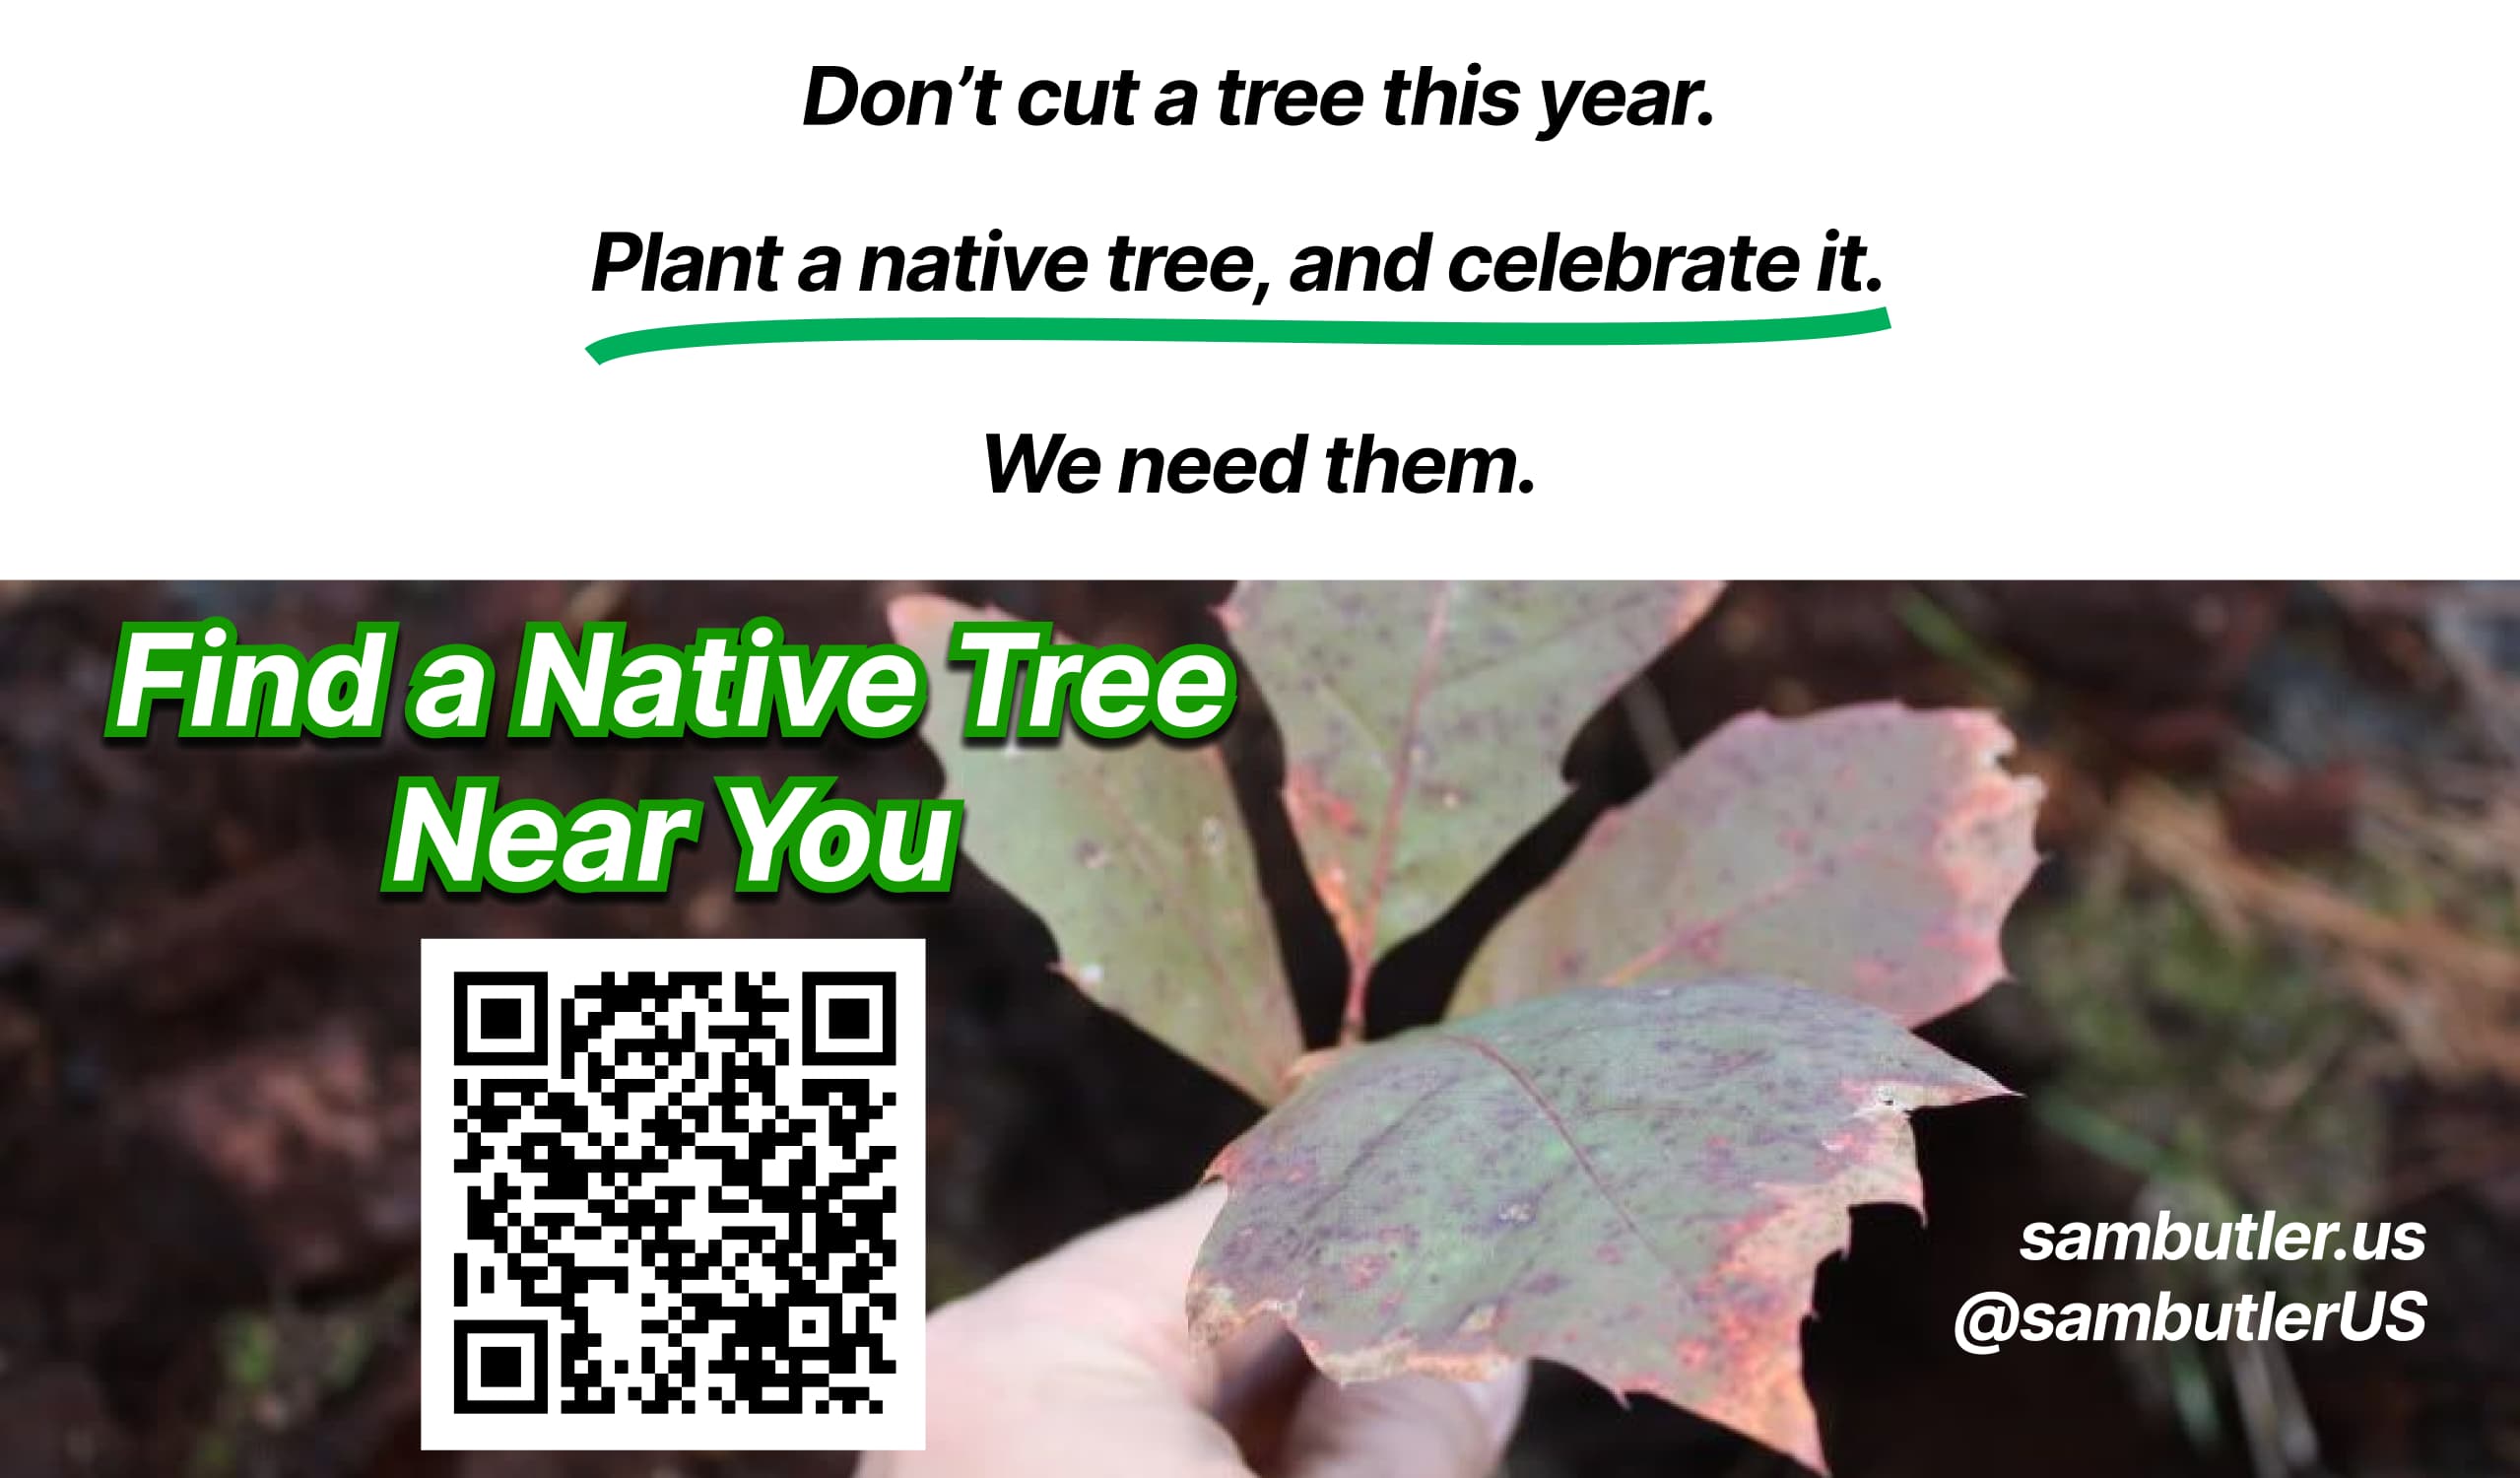 Don’t cut a tree this year.
Plant a native tree, and celebrate it.
We need them.
Find a Native Tree
Near You
sambutler.us
@sambutlerUS